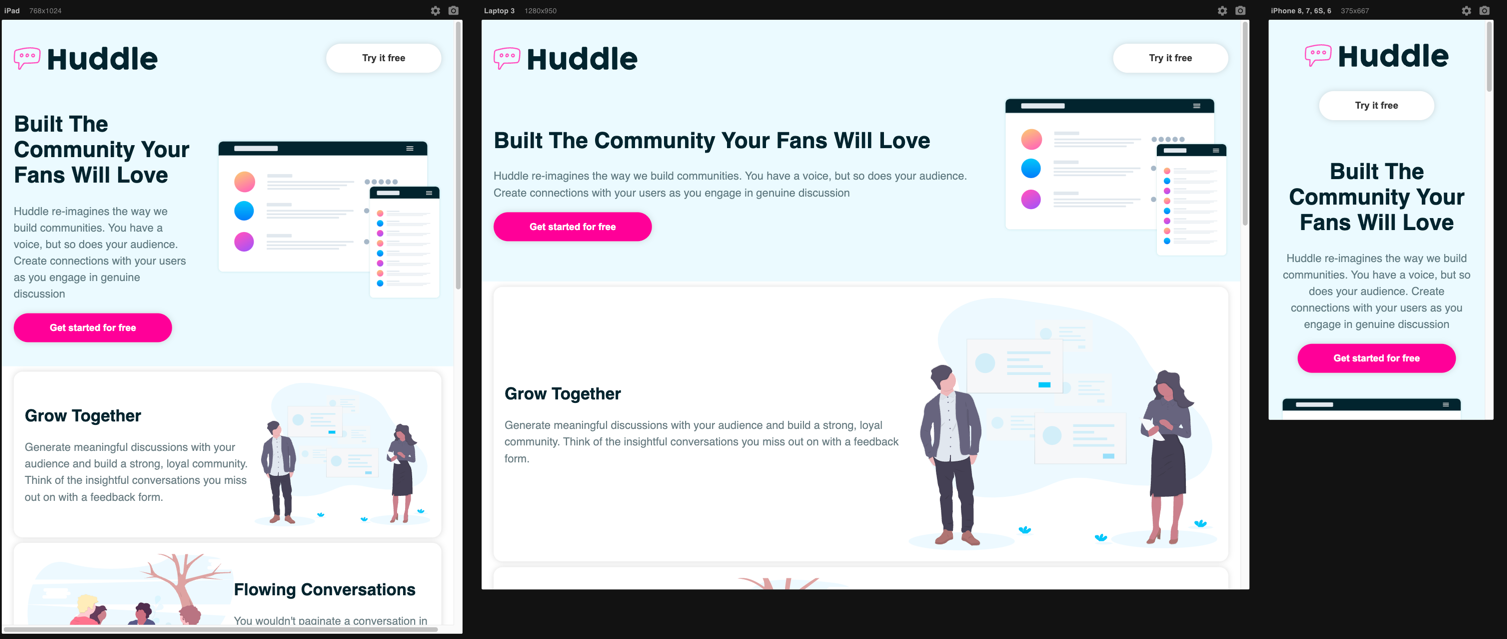 iPad 768x1024
Huddle
Try it free
Built The
Community Your
Fans Will Love
Huddle re-imagines the way we
build communities. You have a
voice, but so does your audience.
Create connections with your users
as you engage in genuine
discussion
Get started for free
Grow Together
Generate meaningful discussions with your
audience and build a strong, loyal community.
Think of the insightful conversations you miss
out on with a feedback form.
Flowing Conversations
You wouldn't paginate a conversation in
Laptop 3 1280x950
Huddle
Try it free
Built The Community Your Fans Will Love
Huddle re-imagines the way we build communities. You have a voice, but so does your audience.
Create connections with your users as you engage in genuine discussion
Get started for free
Grow Together
Generate meaningful discussions with your audience and build a strong, loyal
community. Think of the insightful conversations you miss out on with a feedback
form.
iPhone 8, 7, 6S, 6 375x667
Huddle
Try it free
Built The
Community Your
Fans Will Love
Huddle re-imagines the way we build
communities. You have a voice, but so
does your audience. Create
connections with your users as you
engage in genuine discussion
Get started for free